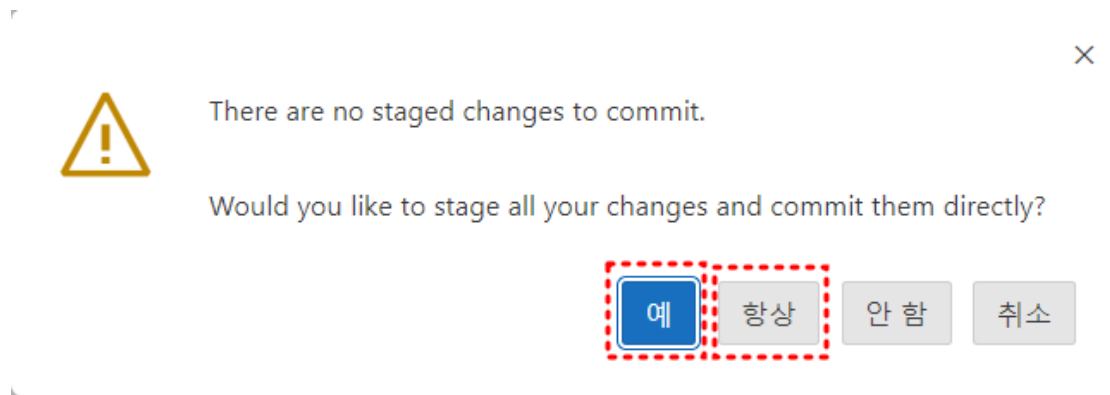 There are no staged changes to commit.
Would you like to stage all your changes and commit them directly?
예 항상 안 함 취소